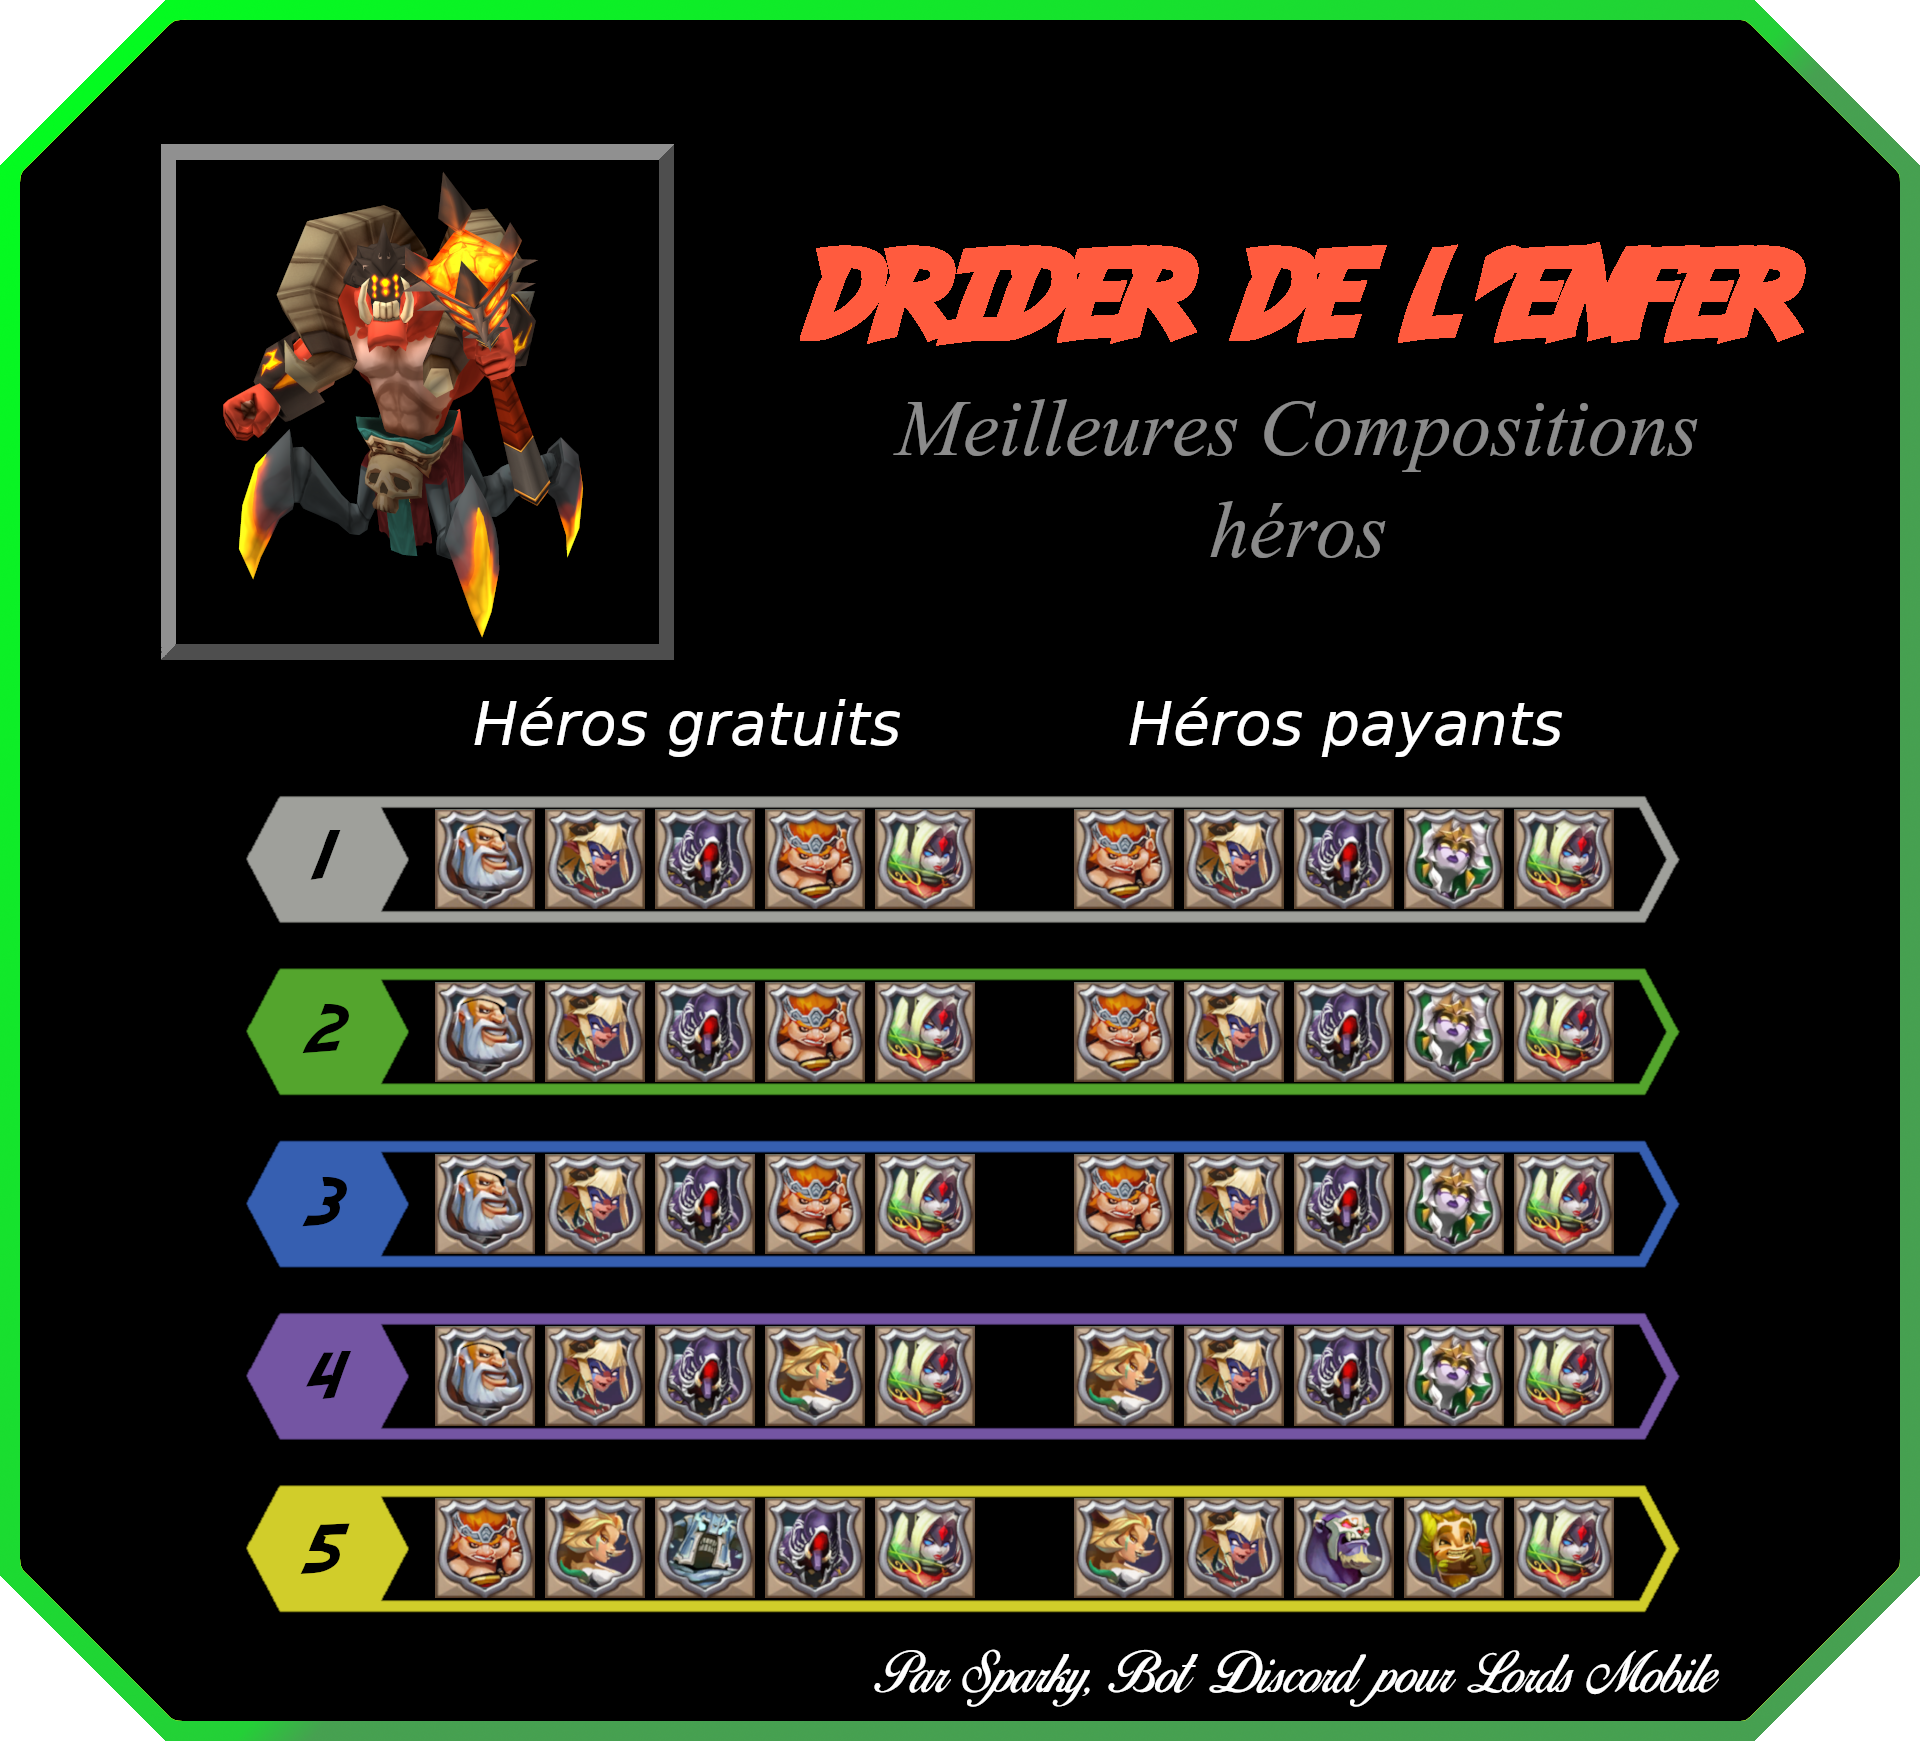 DRIDER DE L'ENFER
Meilleures Compositions
héros
Héros gratuits
Héros payants
1
2
3
4
5
Par Sparky, Bot Discord pour Lords Mobile